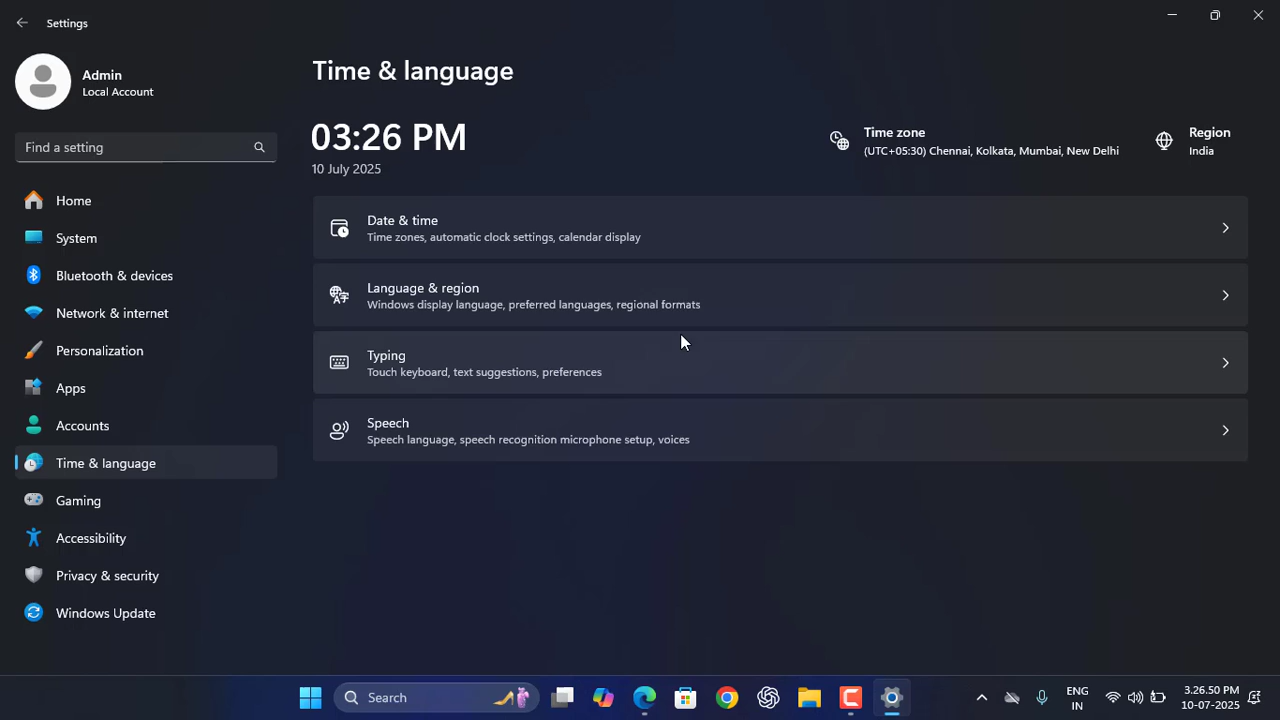 Settings
Admin
Local Account
Find a setting
Home
System
Bluetooth & devices
Network & internet
Personalization
Apps
Accounts
Time & language
Gaming
Accessibility
Privacy & security
Windows Update
Time & language
03:26 PM
10 July 2025
Time zone
(UTC+05:30) Chennai, Kolkata, Mumbai, New Delhi
Region
India
Date & time
Time zones, automatic clock settings, calendar display
Language & region
Windows display language, preferred languages, regional formats
Typing
Touch keyboard, text suggestions, preferences
Speech
Speech language, speech recognition microphone setup, voices
Search
ENG
IN
3.26.50 PM
10-07-2025